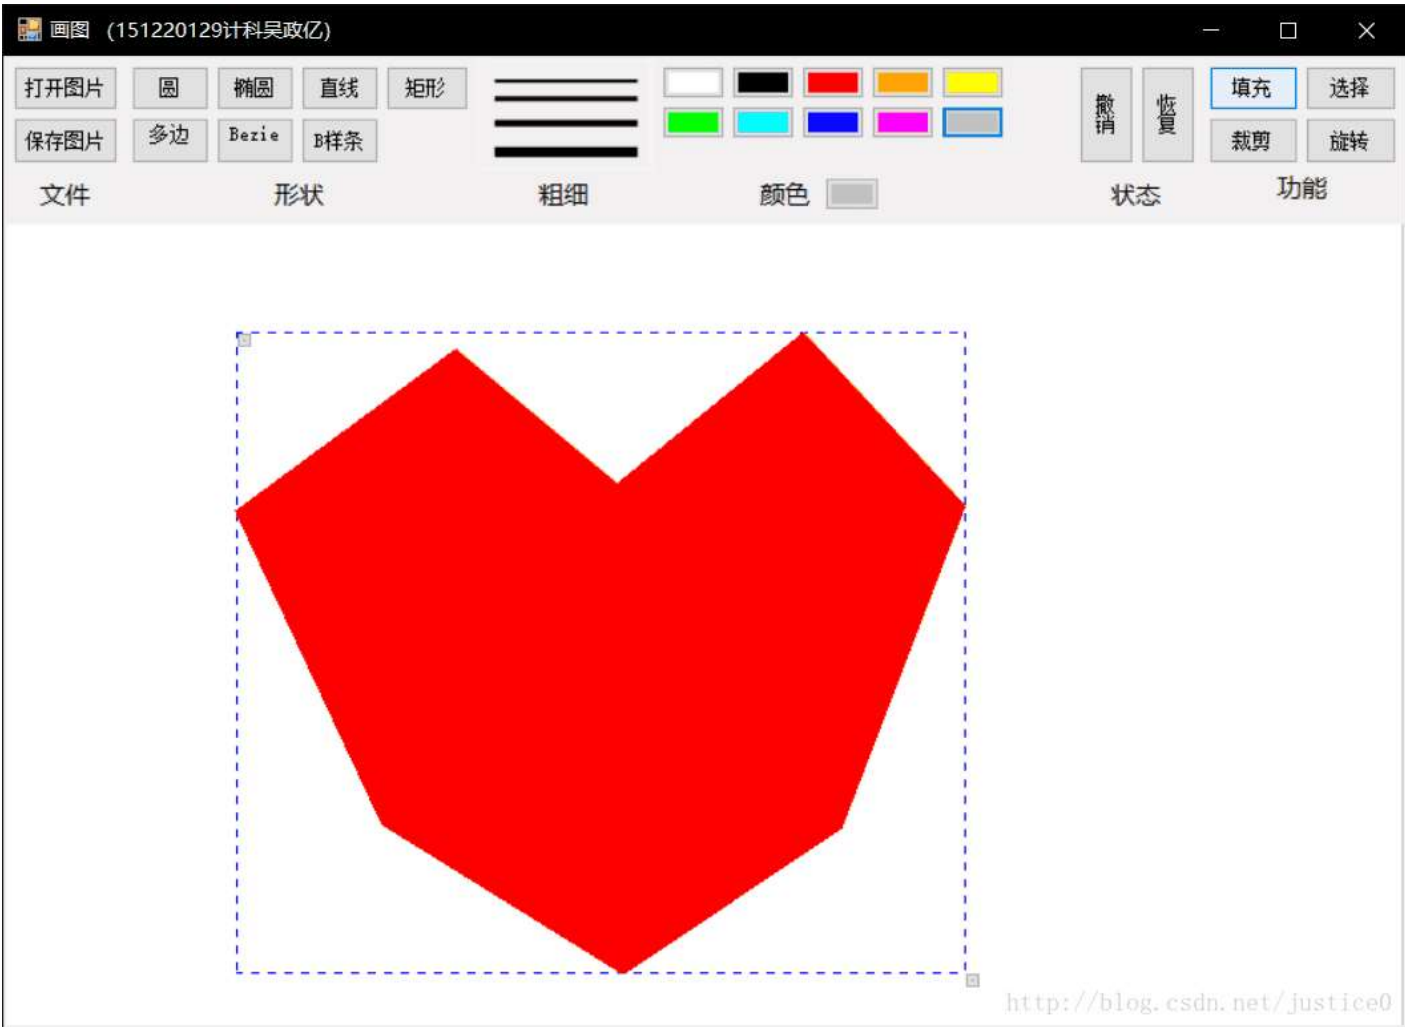 画图 (151220129计科吴政亿)
打开图片 圆 椭圆 直线 矩形 撤销 恢复 填充 选择
保存图片 多边 Bezie B样条 裁剪 旋转
文件 形状 粗细 颜色 状态 功能
http://blog.csdn.net/justice0